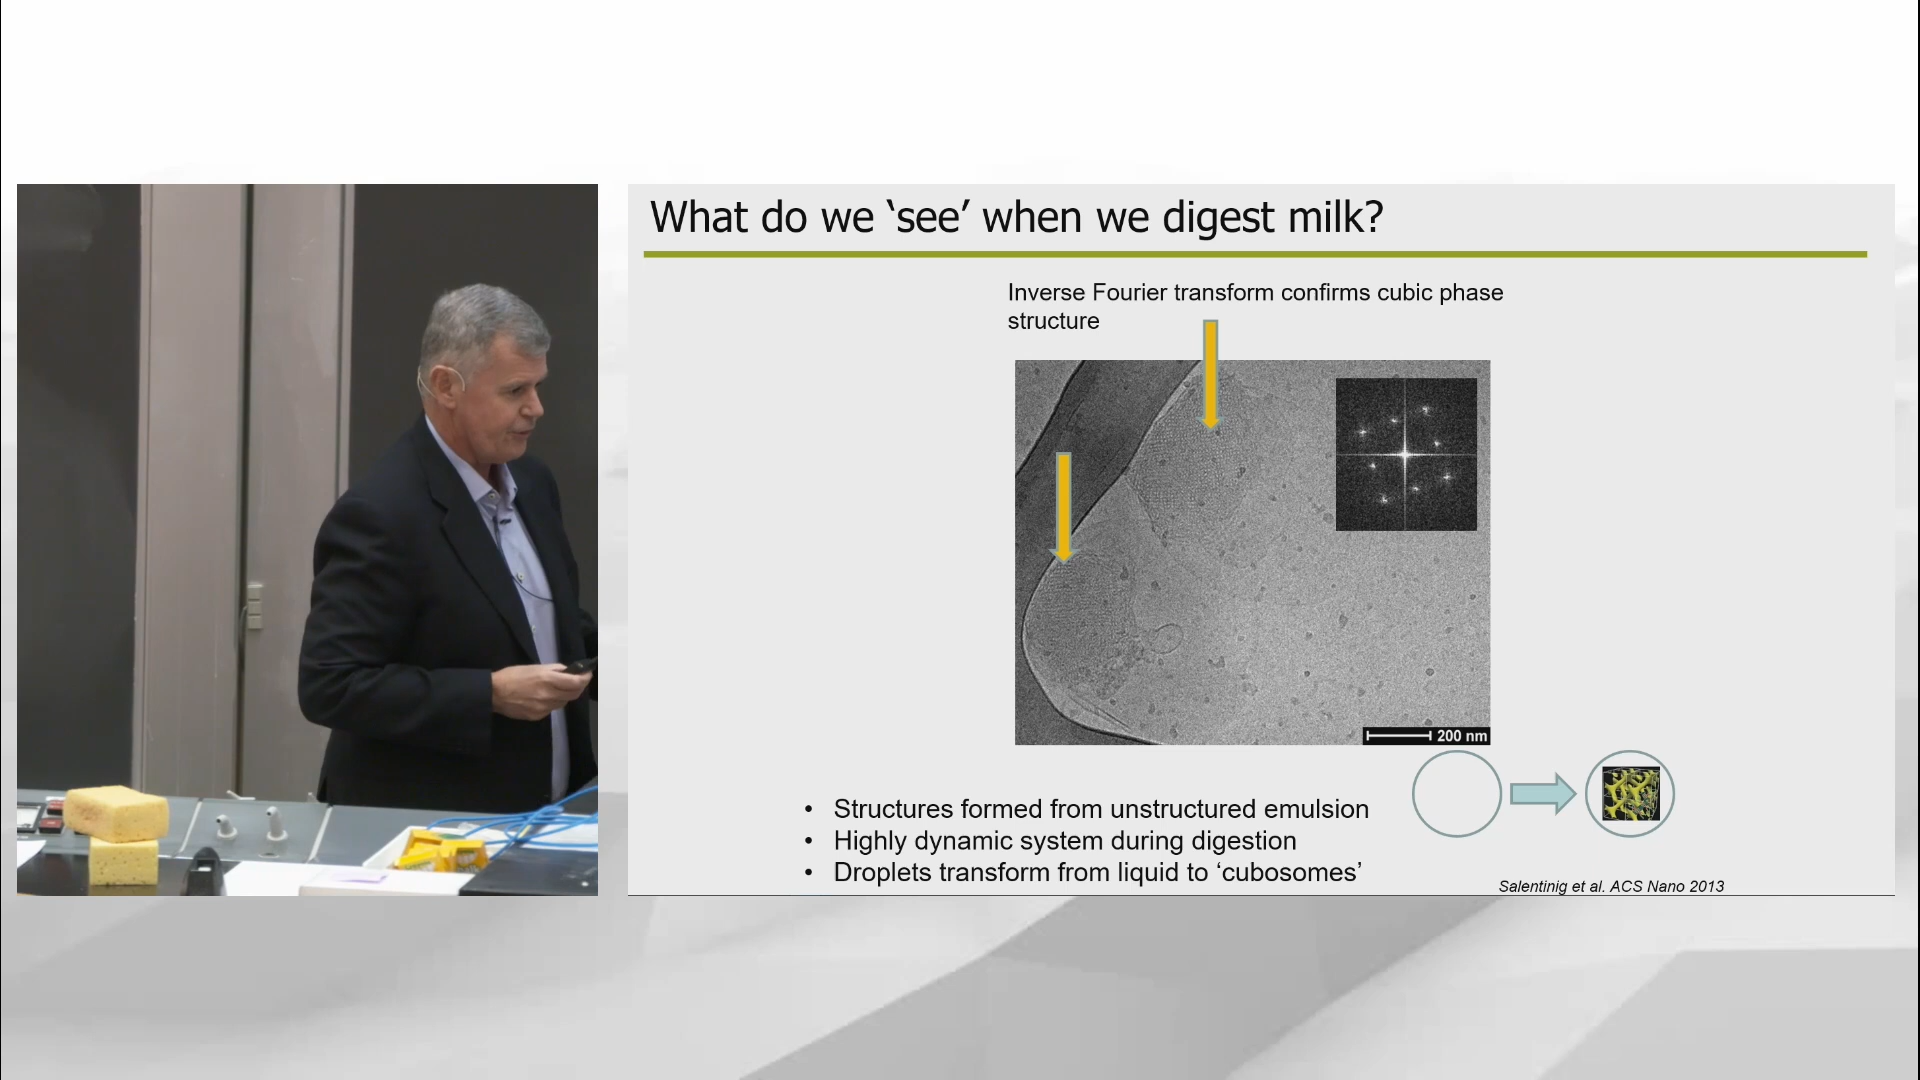 What do we ‘see’ when we digest milk?
Inverse Fourier transform confirms cubic phase
structure
200 nm
• Structures formed from unstructured emulsion
• Highly dynamic system during digestion
• Droplets transform from liquid to ‘cubosomes’
Salentinig et al. ACS Nano 2013